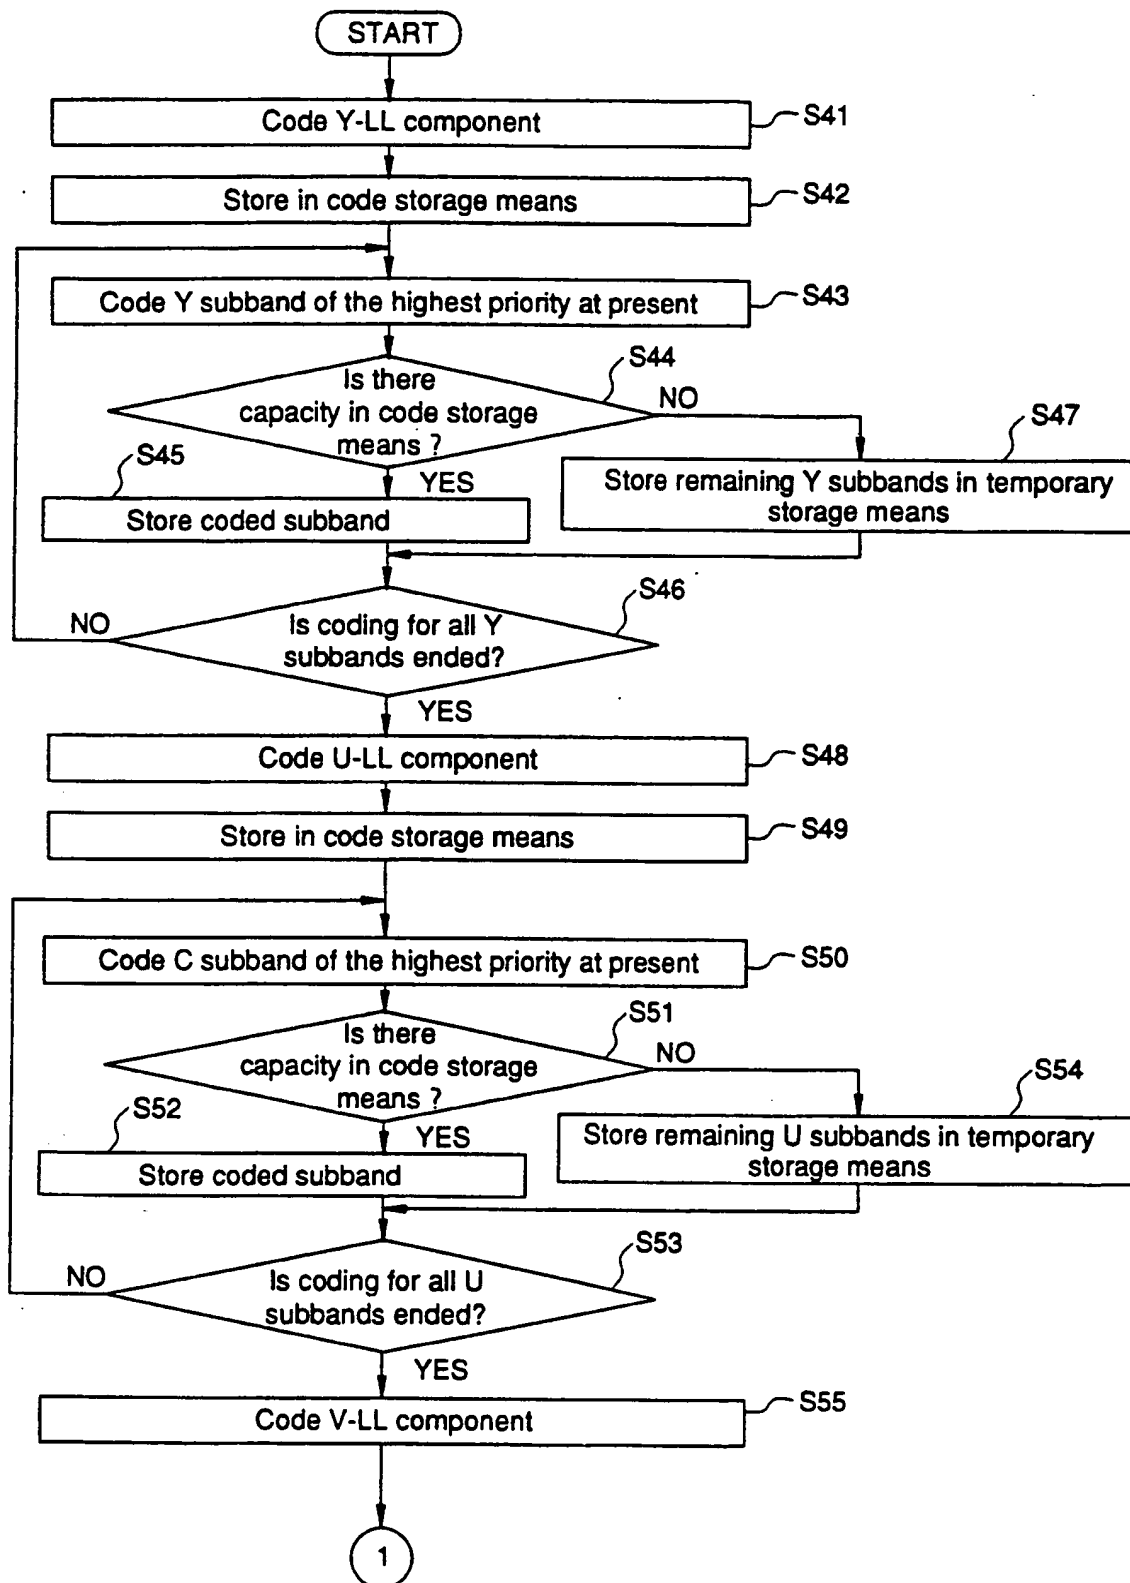 START
Code Y-LL component
S41
Store in code storage means
S42
Code Y subband of the highest priority at present
S43
Is there
capacity in code storage
means ?
S44
NO
YES
S45
Store coded subband
S47
Store remaining Y subbands in temporary
storage means
Is coding for all Y
subbands ended?
S46
NO
YES
Code U-LL component
S48
Store in code storage means
S49
Code C subband of the highest priority at present
S50
Is there
capacity in code storage
means ?
S51
NO
YES
S52
Store coded subband
S54
Store remaining U subbands in temporary
storage means
Is coding for all U
subbands ended?
S53
NO
YES
Code V-LL component
S55
1